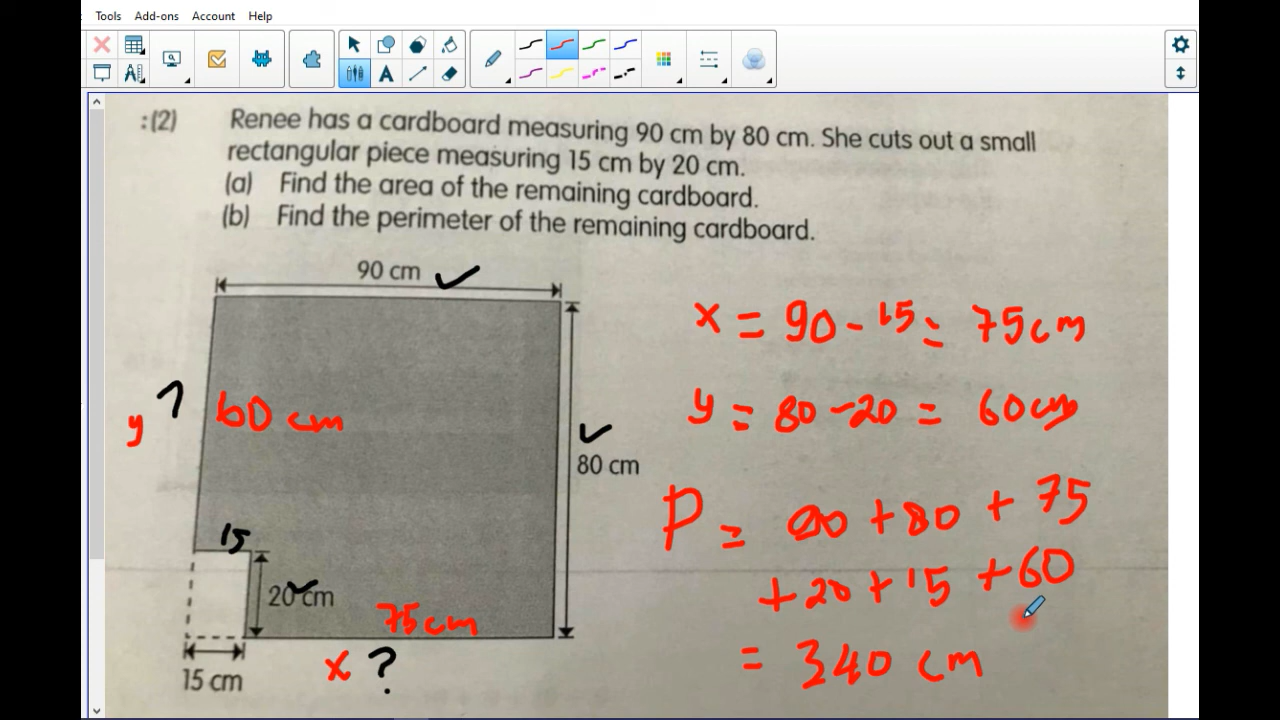 Tools Add-ons Account Help
:(2) Renee has a cardboard measuring 90 cm by 80 cm. She cuts out a small
rectangular piece measuring 15 cm by 20 cm.
(a) Find the area of the remaining cardboard.
(b) Find the perimeter of the remaining cardboard.
90 cm
x = 90 - 15 = 75 cm
y ? 60 cm
y = 80 - 20 = 60 cm
80 cm
P = 90 + 80 + 75
15
+ 20 + 15 + 60
20 cm
75 cm
x ?
= 340 cm
15 cm